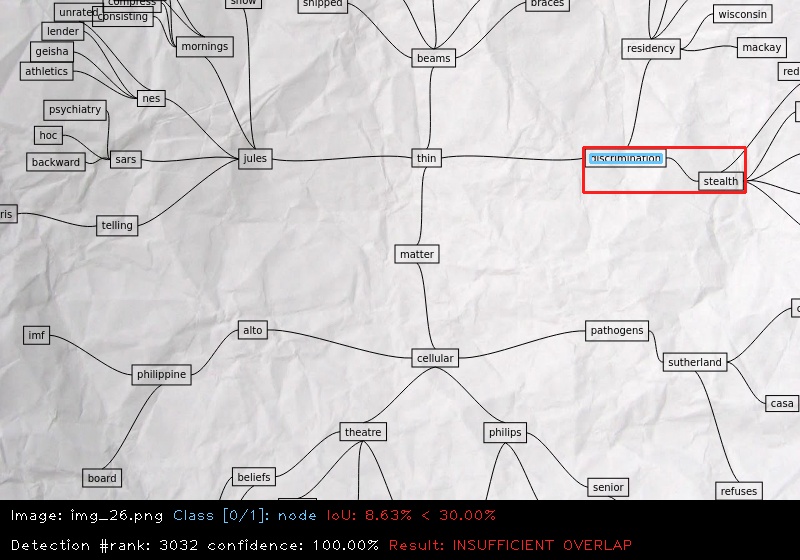 compress
shipped
show
braces
unrated
consisting
wisconsin
lender
mornings
residency
mackay
geisha
beams
athletics
nes
psychiatry
hoc
sars
jules
thin
discrimination
backward
stealth
telling
matter
imf
alto
pathogens
philippine
cellular
sutherland
casa
theatre
philips
board
beliefs
senior
refuses
Image: img_26.png Class [0/1]: node IoU: 8.63% < 30.00%
Detection #rank: 3032 confidence: 100.00% Result: INSUFFICIENT OVERLAP